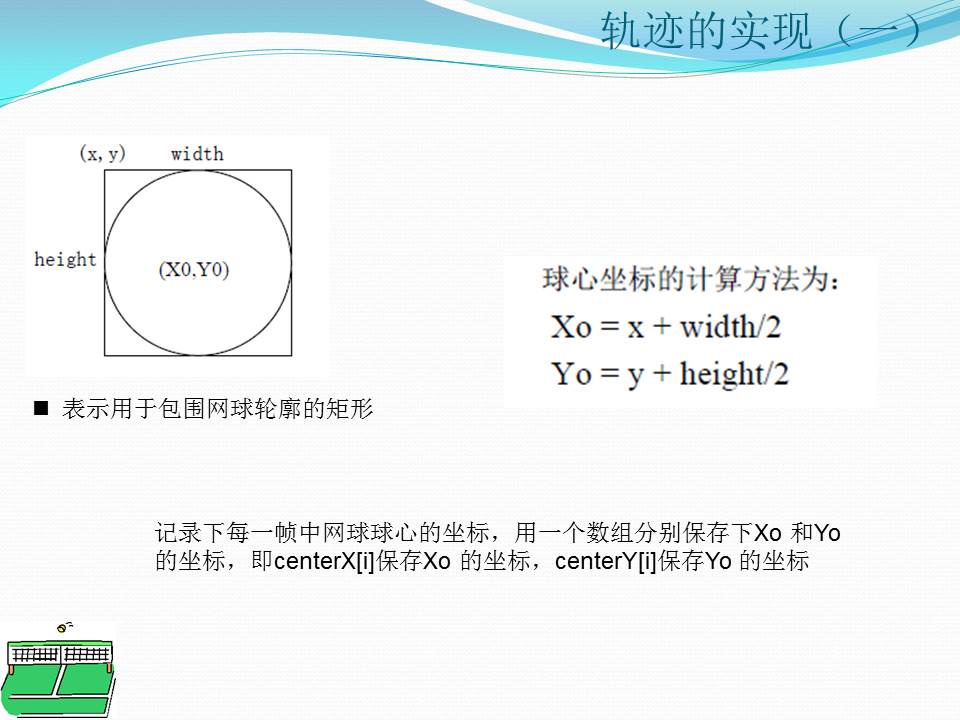 轨迹的实现（一）
(x,y) width
height
(X0,Y0)
球心坐标的计算方法为:
Xo = x + width/2
Yo = y + height/2
■ 表示用于包围网球轮廓的矩形
记录下每一帧中网球球心的坐标，用一个数组分别保存下Xo 和Yo
的坐标，即centerX[i]保存Xo 的坐标，centerY[i]保存Yo 的坐标